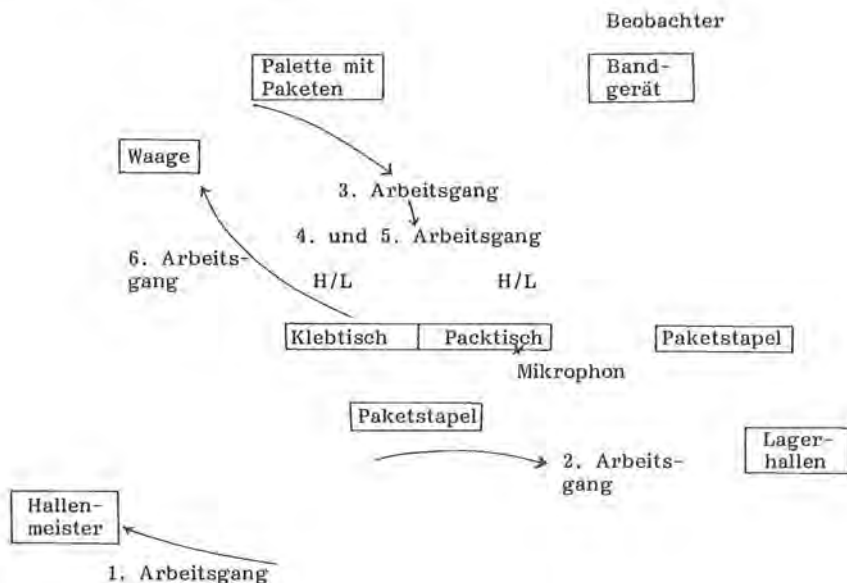 Beobachter
Palette mit
Paketen
Band-
gerät
Waage
3. Arbeitsgang
4. und 5. Arbeitsgang
6. Arbeits-
gang
H/L H/L
Klebtisch Packtisch Paketstapel
Mikrophon
Paketstapel
2. Arbeits-
gang
Lager-
hallen
Hallen-
meister
1. Arbeitsgang